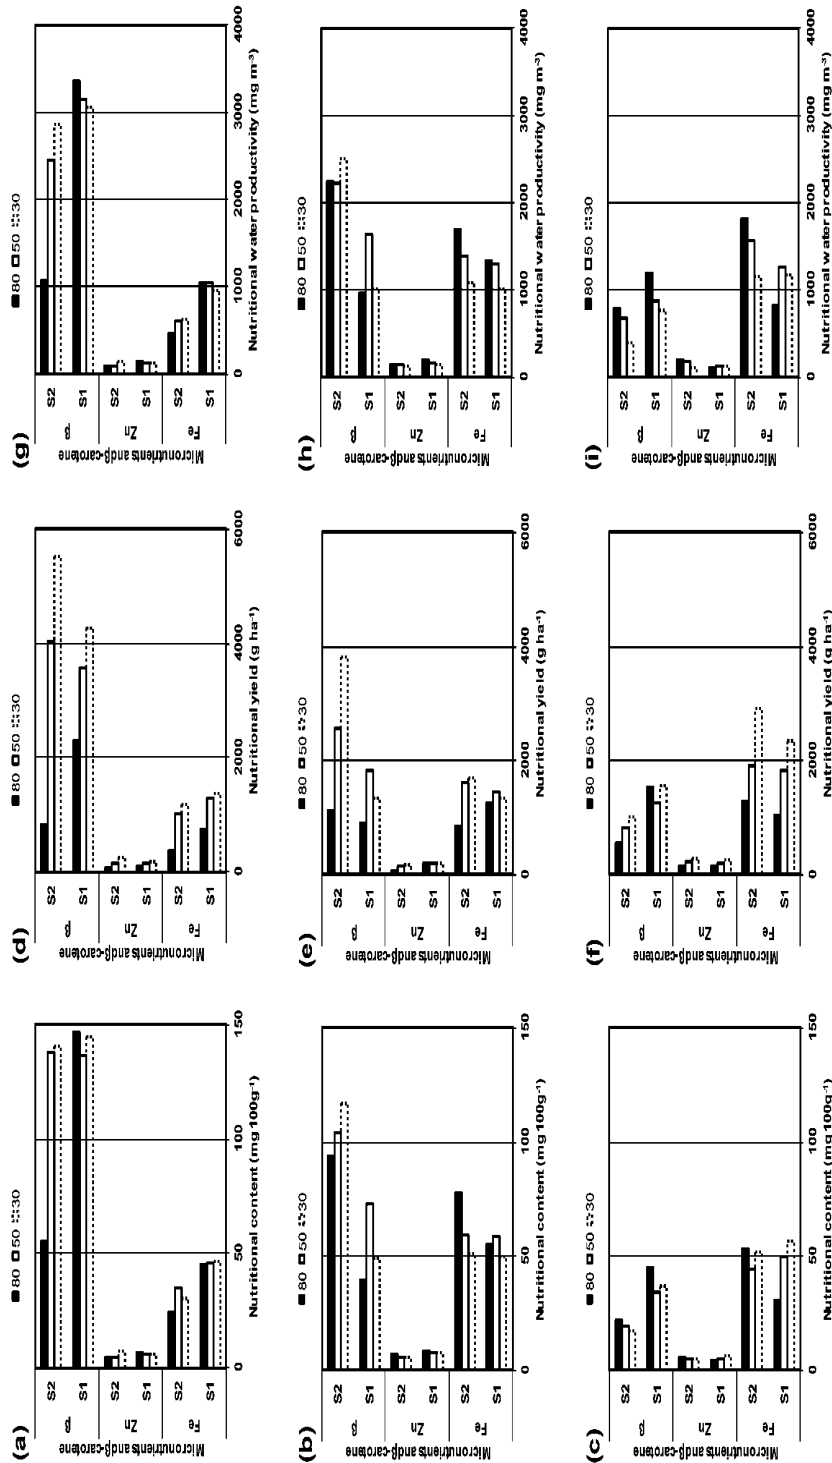 (a)
■ 80 □ 50 ∷ 30
Micronutrients and β-carotene
β
S2
S1
Zn
S2
S1
Fe
S2
S1
0 50 100 150
Nutritional content (mg 100g⁻¹)
(d)
■ 80 □ 50 ∷ 30
Micronutrients and β-carotene
β
S2
S1
Zn
S2
S1
Fe
S2
S1
0 2000 4000 6000
Nutritional yield (g ha⁻¹)
(g)
■ 80 □ 50 ∷ 30
Micronutrients and β-carotene
β
S2
S1
Zn
S2
S1
Fe
S2
S1
0 1000 2000 3000 4000
Nutritional water productivity (mg m⁻³)
(b)
■ 80 □ 50 ∷ 30
Micronutrients and β-carotene
β
S2
S1
Zn
S2
S1
Fe
S2
S1
0 50 100 150
Nutritional content (mg 100g⁻¹)
(e)
■ 80 □ 50 ∷ 30
Micronutrients and β-carotene
β
S2
S1
Zn
S2
S1
Fe
S2
S1
0 2000 4000 6000
Nutritional yield (g ha⁻¹)
(h)
■ 80 □ 50 ∷ 30
Micronutrients and β-carotene
β
S2
S1
Zn
S2
S1
Fe
S2
S1
0 1000 2000 3000 4000
Nutritional water productivity (mg m⁻³)
(c)
■ 80 □ 50 ∷ 30
Micronutrients and β-carotene
β
S2
S1
Zn
S2
S1
Fe
S2
S1
0 50 100 150
Nutritional content (mg 100g⁻¹)
(f)
■ 80 □ 50 ∷ 30
Micronutrients and β-carotene
β
S2
S1
Zn
S2
S1
Fe
S2
S1
0 2000 4000 6000
Nutritional yield (g ha⁻¹)
(i)
■ 80 □ 50 ∷ 30
Micronutrients and β-carotene
β
S2
S1
Zn
S2
S1
Fe
S2
S1
0 1000 2000 3000 4000
Nutritional water productivity (mg m⁻³)